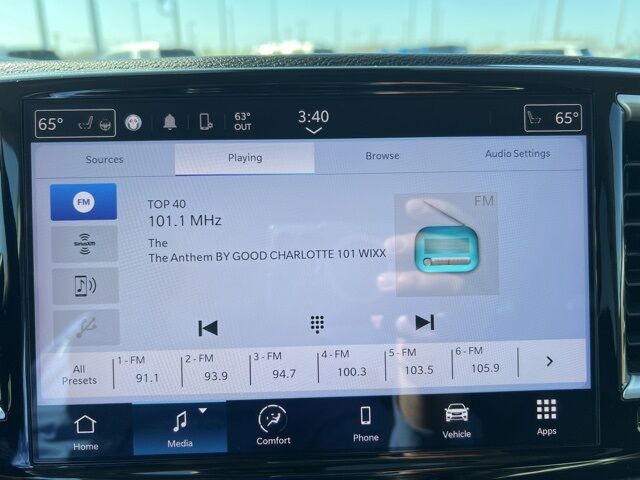 65° 63° OUT 3:40 65°
Sources Playing Browse Audio Settings
FM
FM
TOP 40
101.1 MHz
SiriusXM
The
The Anthem BY GOOD CHARLOTTE 101 WIXX
All Presets
1 - FM 2 - FM 3 - FM 4 - FM 5 - FM 6 - FM
91.1 93.9 94.7 100.3 103.5 105.9
Home Media Comfort Phone Vehicle Apps